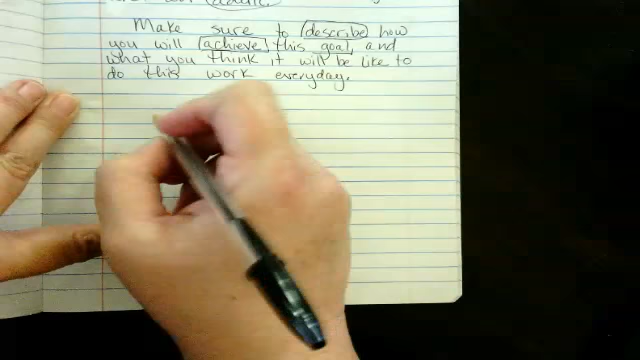 academic
Make sure to describe how
you will achieve this goal, and
what you think it will be like to
do this work everyday.